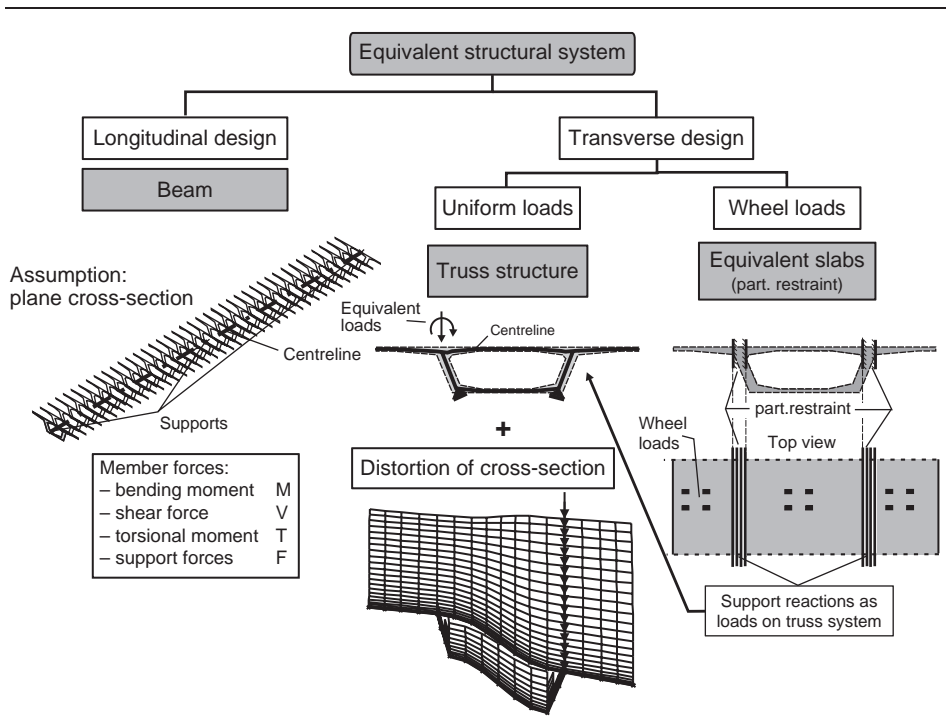 Equivalent structural system
Longitudinal design
Transverse design
Beam
Uniform loads
Wheel loads
Truss structure
Equivalent slabs
(part. restraint)
Assumption:
plane cross-section
Equivalent
loads
Centreline
Centreline
Supports
part.restraint
Wheel
loads
Top view
+
Distortion of cross-section
Member forces:
– bending moment M
– shear force V
– torsional moment T
– support forces F
Support reactions as
loads on truss system